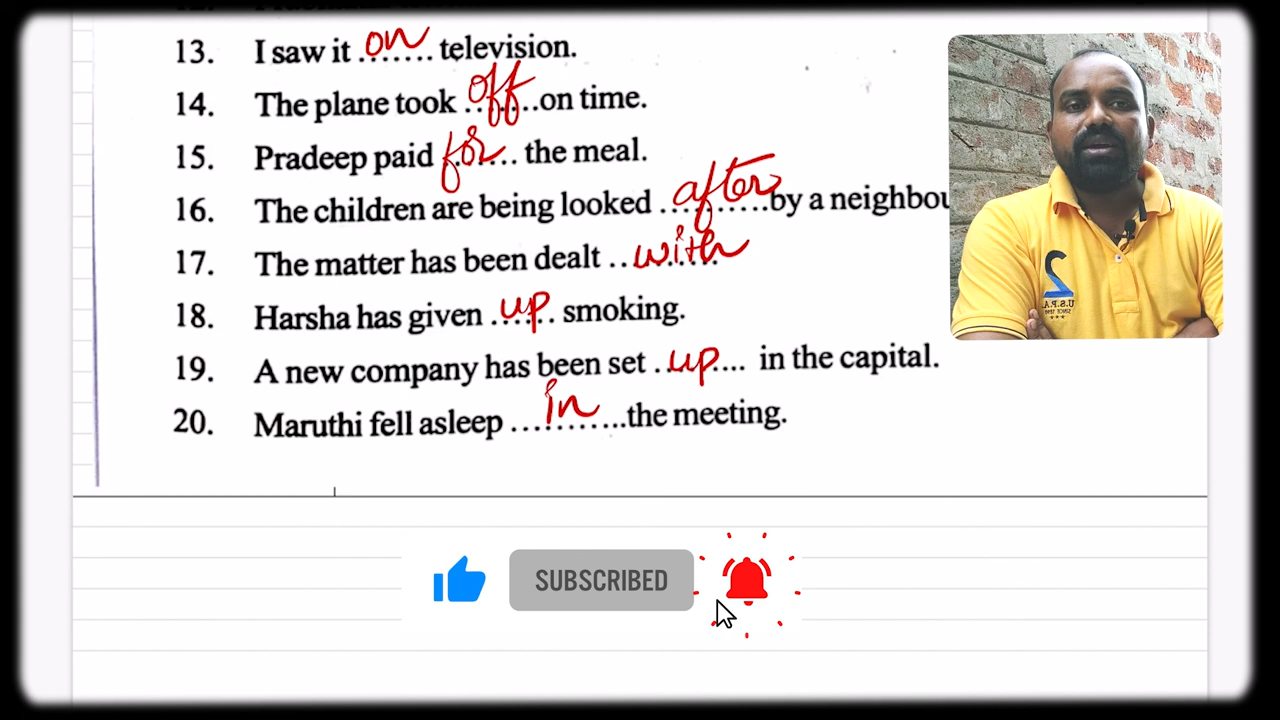 13. I saw it on television.
14. The plane took off on time.
15. Pradeep paid for the meal.
16. The children are being looked after by a neighbou
17. The matter has been dealt with
18. Harsha has given up smoking.
19. A new company has been set up in the capital.
20. Maruthi fell asleep in the meeting.
SUBSCRIBED
2
U.S.P.A.
SINCE 1890